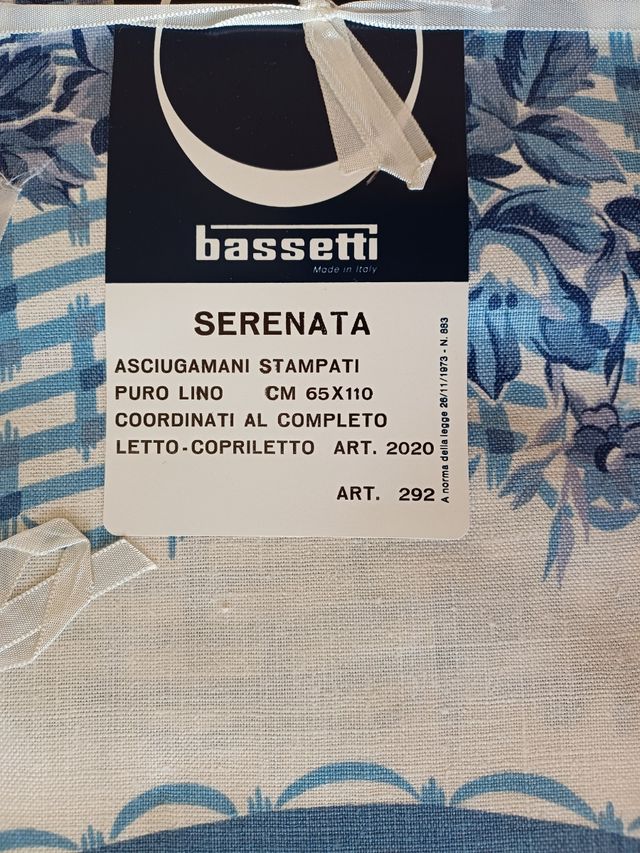 bassetti
Made in Italy
SERENATA
ASCIUGAMANI STAMPATI
PURO LINO CM 65X110
COORDINATI AL COMPLETO
LETTO-COPRILETTO ART. 2020
ART. 292
A norma della legge 26/11/1973 - N. 883